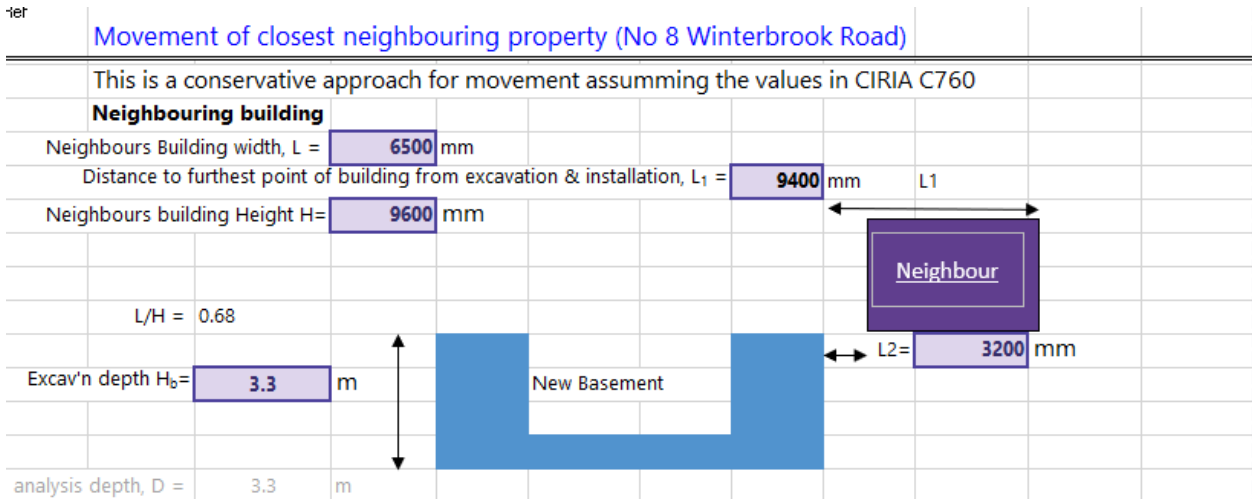 Ref
Movement of closest neighbouring property (No 8 Winterbrook Road)
This is a conservative approach for movement assumming the values in CIRIA C760
Neighbouring building
Neighbours Building width, L = 6500 mm
Distance to furthest point of building from excavation & installation, L₁ = 9400 mm L1
Neighbours building Height H= 9600 mm
Neighbour
L/H = 0.68
L2= 3200 mm
Excav'n depth H_b= 3.3 m New Basement
analysis depth, D = 3.3 m